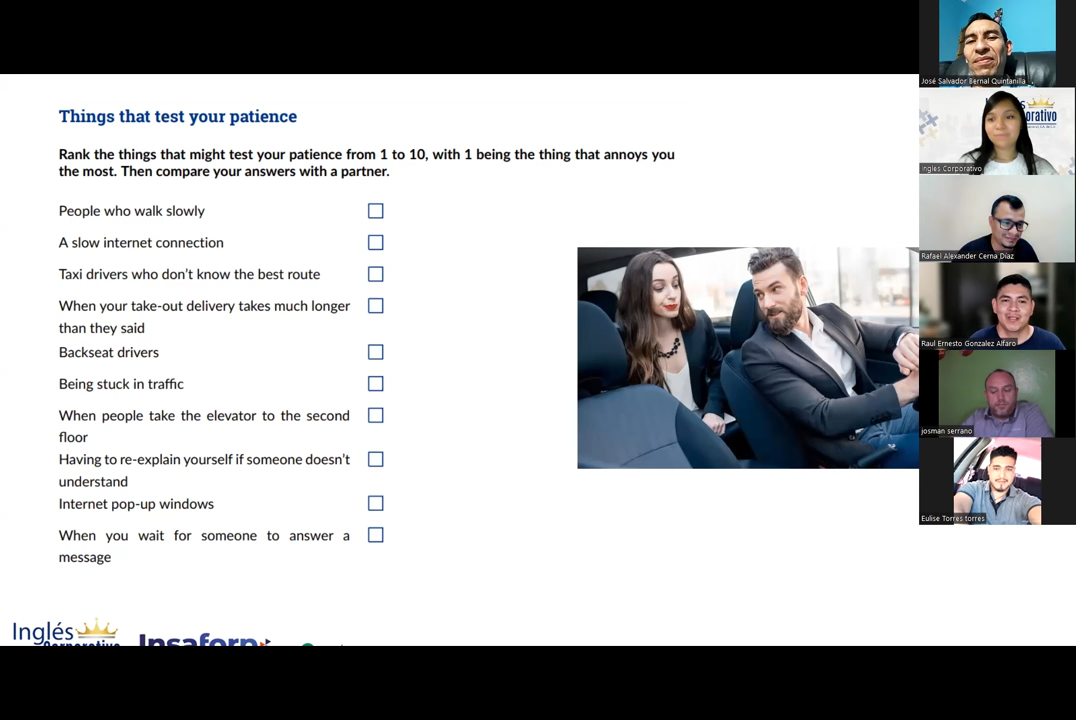 Things that test your patience
Rank the things that might test your patience from 1 to 10, with 1 being the thing that annoys you
the most. Then compare your answers with a partner.
People who walk slowly
A slow internet connection
Taxi drivers who don't know the best route
When your take-out delivery takes much longer
than they said
Backseat drivers
Being stuck in traffic
When people take the elevator to the second
floor
Having to re-explain yourself if someone doesn't
understand
Internet pop-up windows
When you wait for someone to answer a
message
Inglés
Corporativo
Insaforp
José Salvador Bernal Quintanilla
orativo
Ingles Corporativo
Rafael Alexander Cerna Díaz
Raul Ernesto Gonzalez Alfaro
josman serrano
Eulise Torres torres